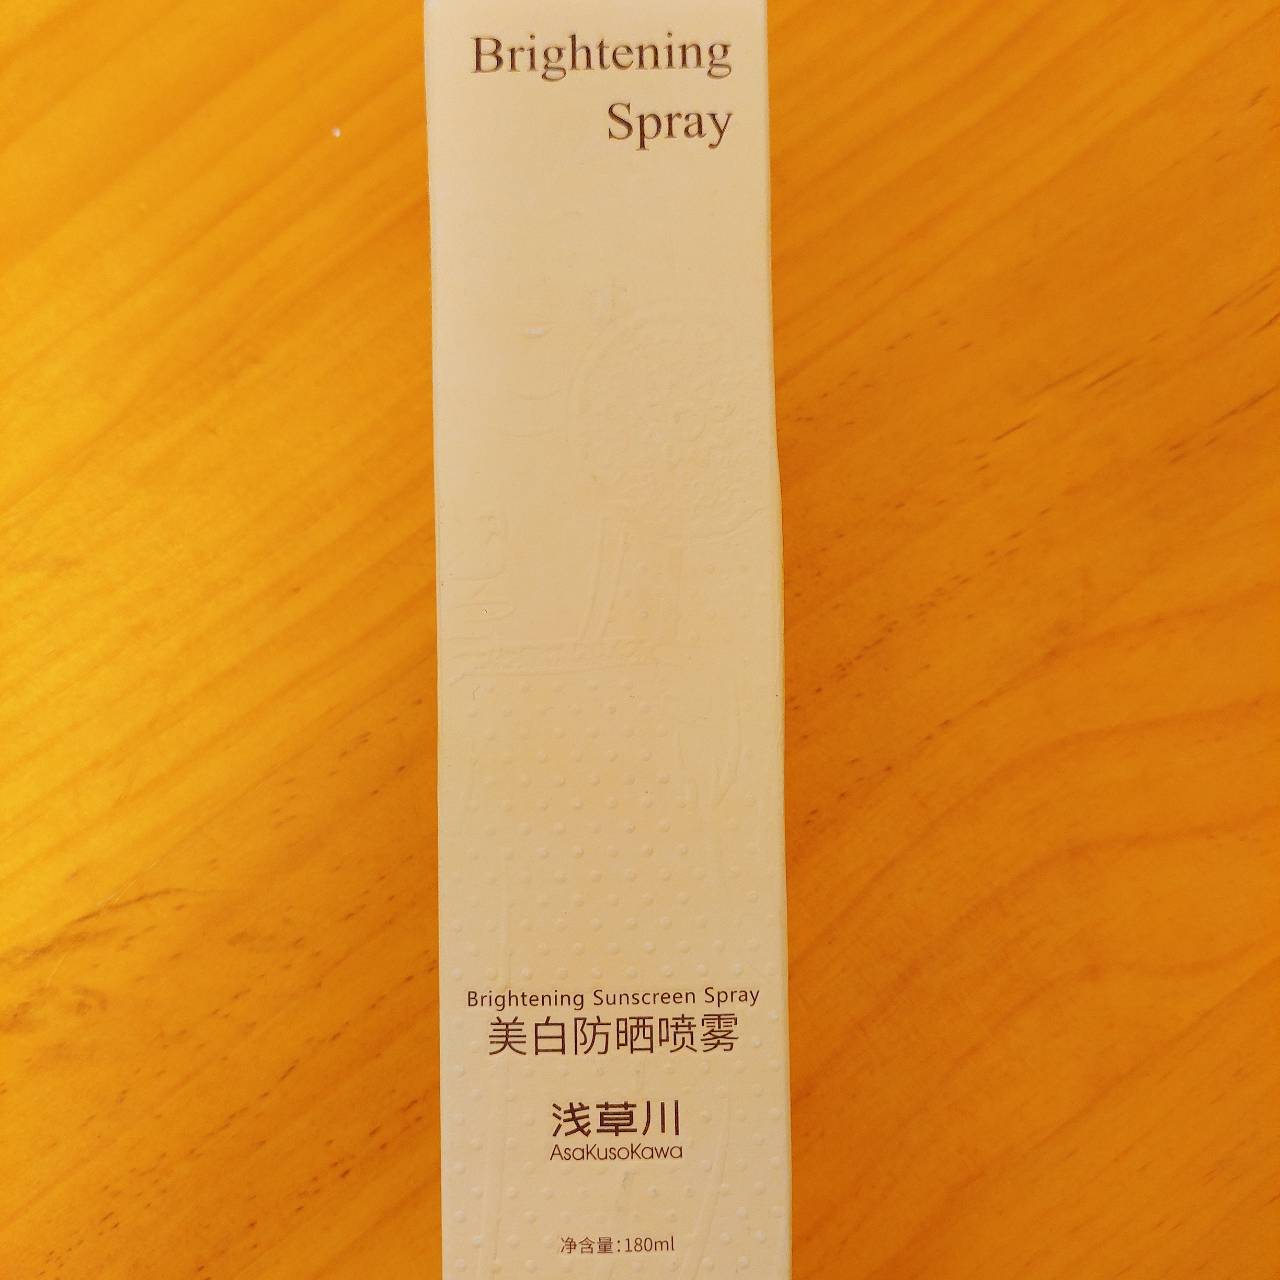 Brightening
Spray
Brightening Sunscreen Spray
美白防晒喷雾
浅草川
AsaKusoKawa
净含量：180ml